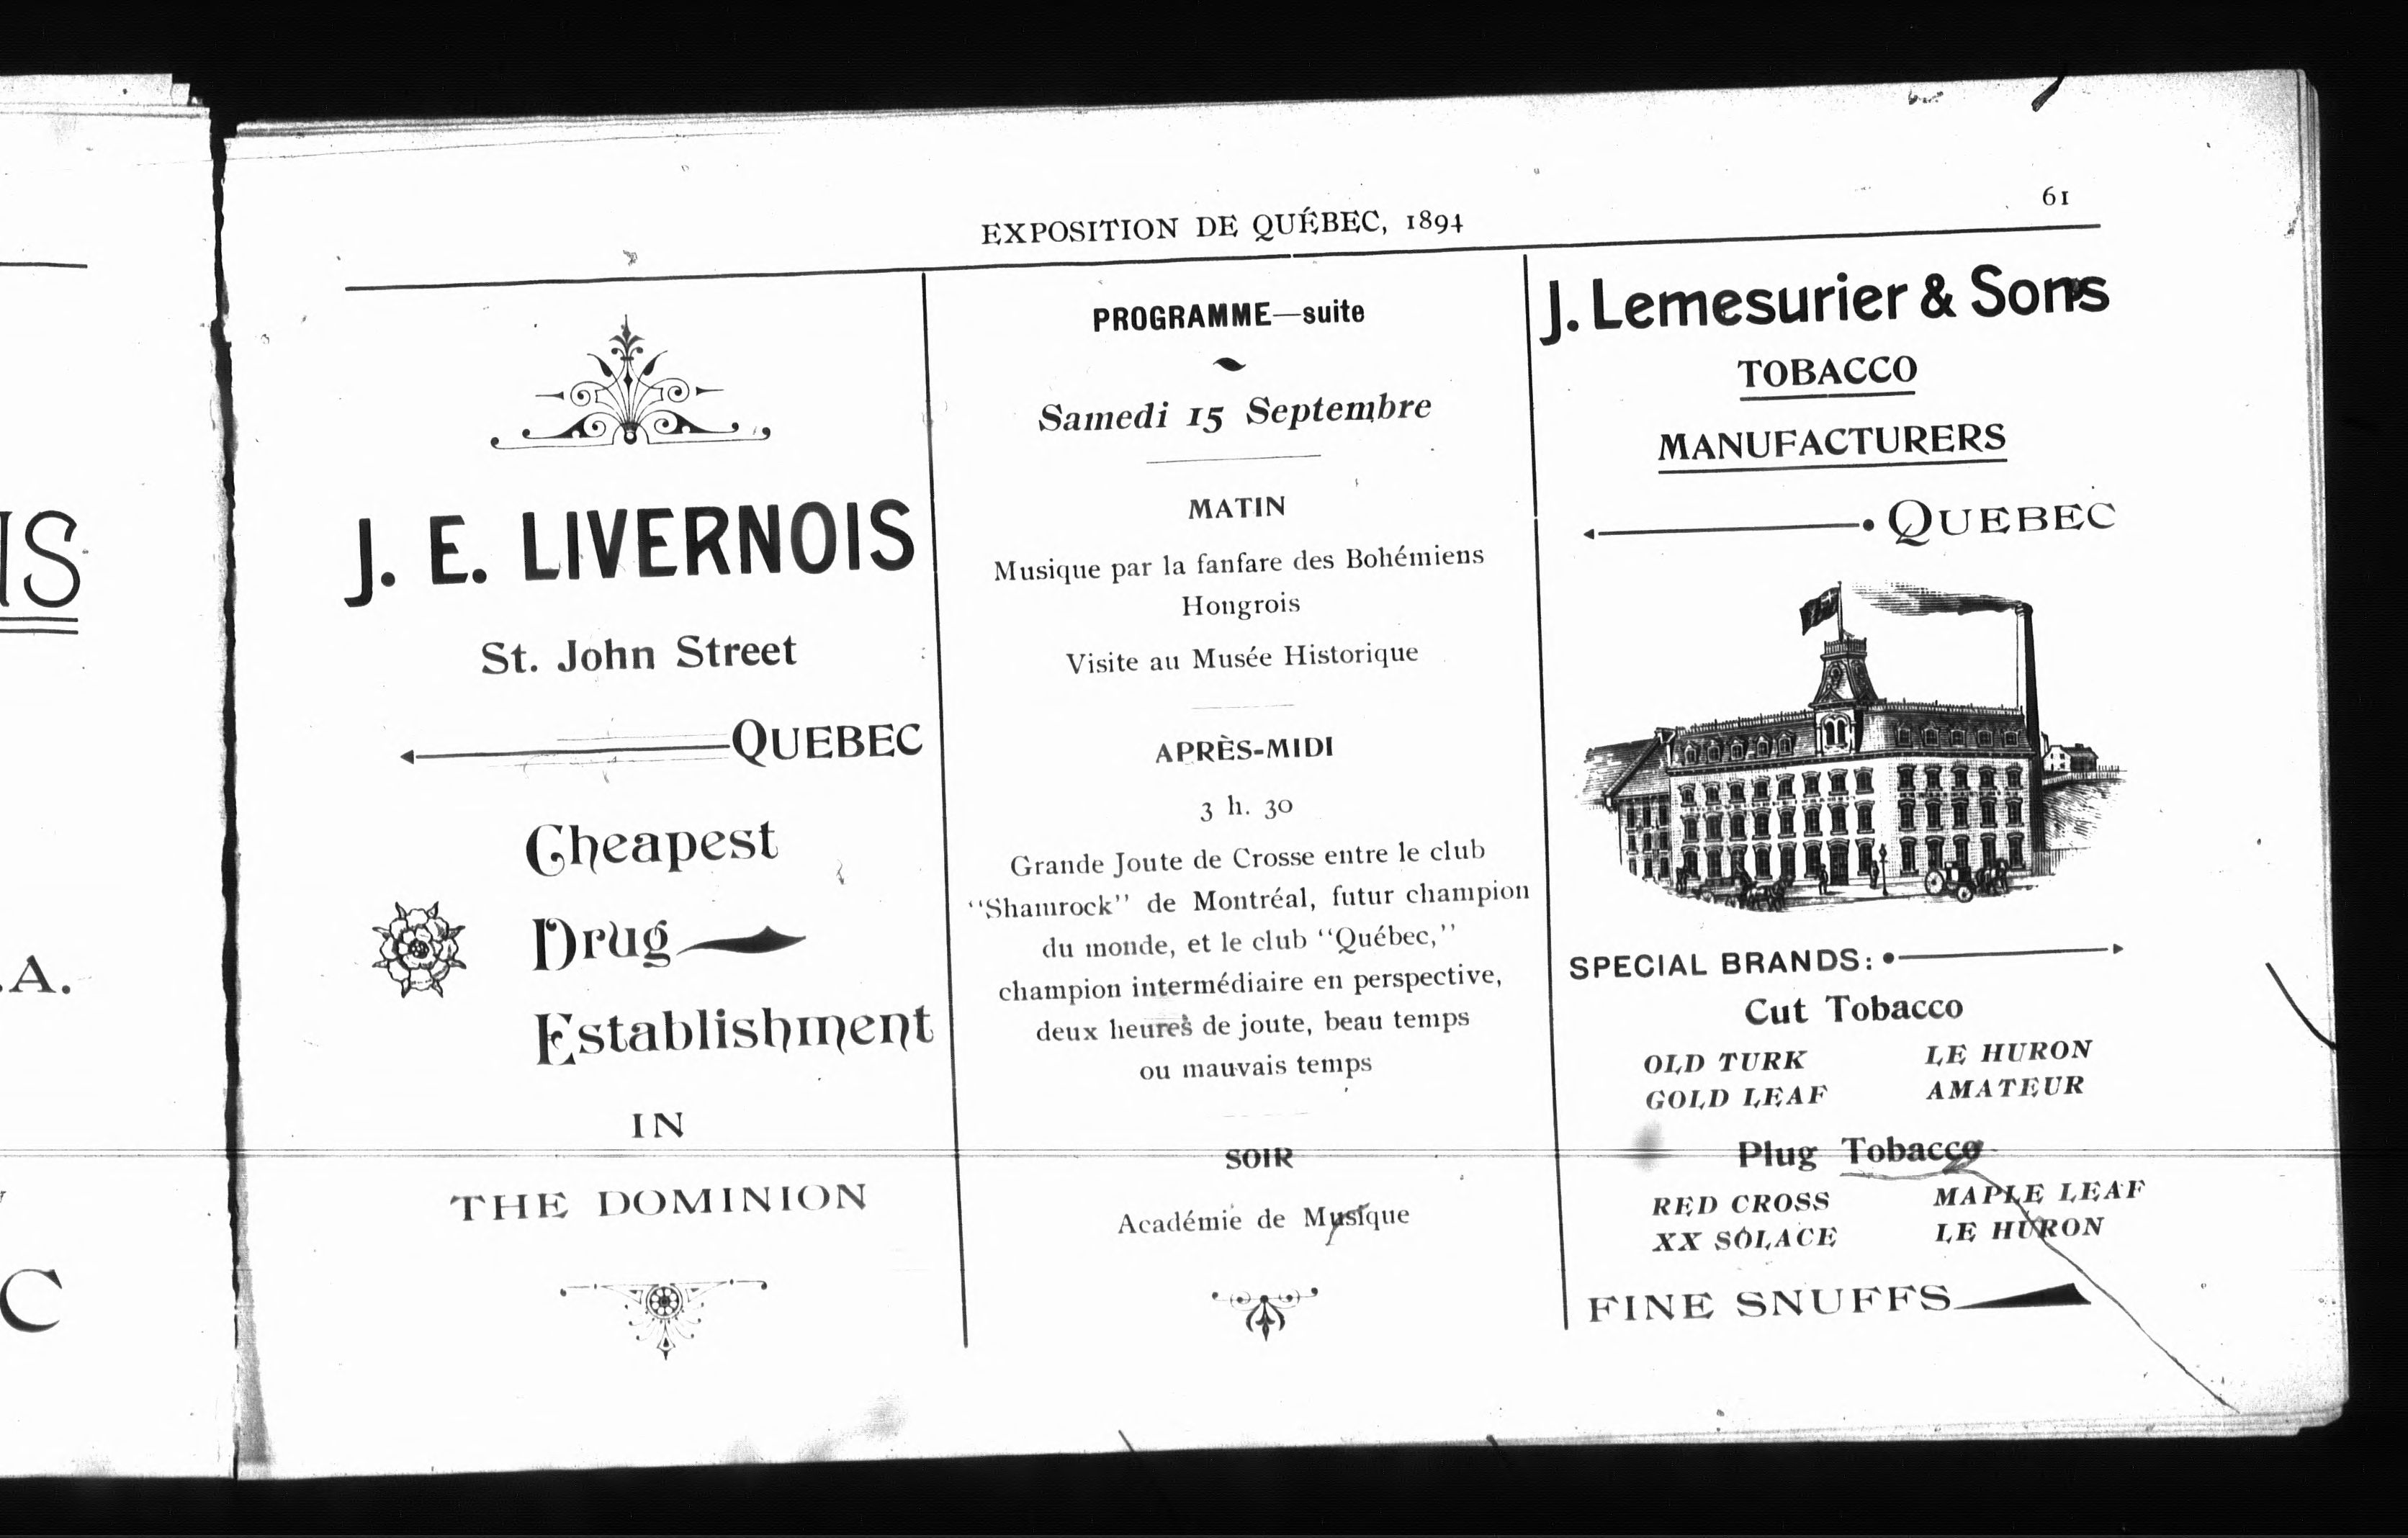 EXPOSITION DE QUÉBEC, 1894
61
J. E. LIVERNOIS
St. John Street
QUEBEC
Cheapest
Drug
Establishment
IN
THE DOMINION
PROGRAMME—suite
Samedi 15 Septembre
MATIN
Musique par la fanfare des Bohémiens
Hongrois
Visite au Musée Historique
APRÈS-MIDI
3 h. 30
Grande Joute de Crosse entre le club
"Shamrock" de Montréal, futur champion
du monde, et le club "Québec,"
champion intermédiaire en perspective,
deux heures de joute, beau temps
ou mauvais temps
SOIR
Académie de Musique
J. Lemesurier & Sons
TOBACCO
MANUFACTURERS
QUEBEC
SPECIAL BRANDS:
Cut Tobacco
OLD TURK LE HURON
GOLD LEAF AMATEUR
Plug Tobacco
RED CROSS MAPLE LEAF
XX SOLACE LE HURON
FINE SNUFFS